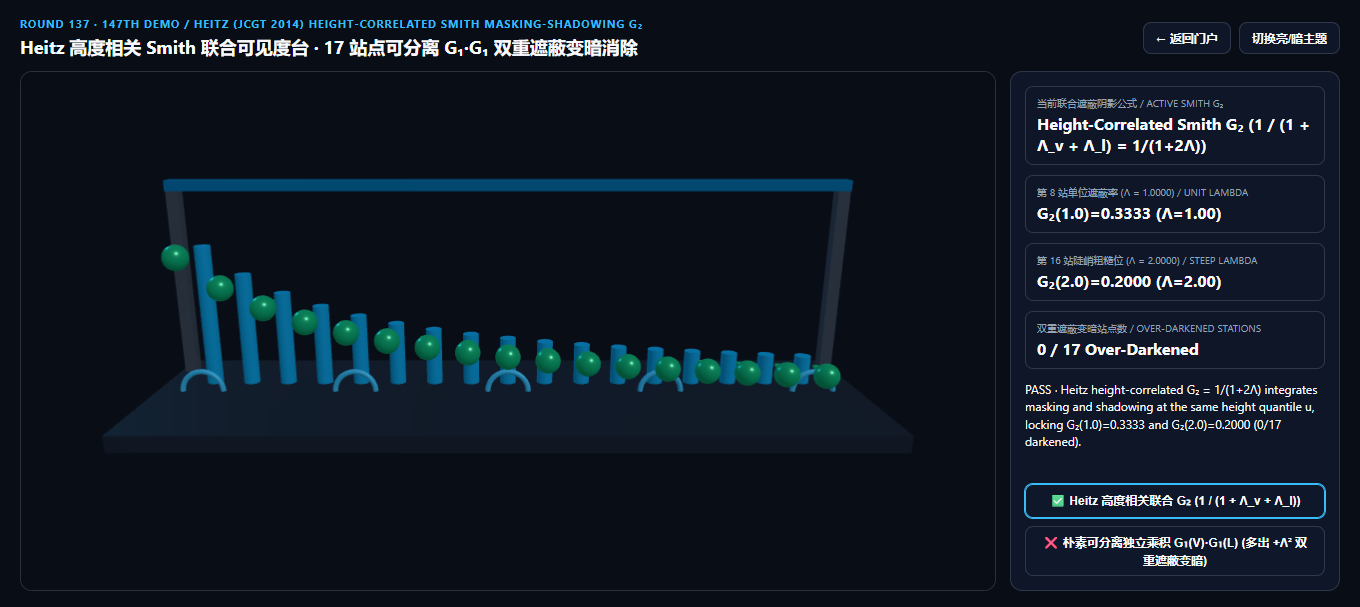 ROUND 137 · 147TH DEMO / HEITZ (JCGT 2014) HEIGHT-CORRELATED SMITH MASKING-SHADOWING G₂
Heitz 高度相关 Smith 联合可见度台 · 17 站点可分离 G₁·G₁ 双重遮蔽变暗消除
← 返回门户
切换亮/暗主题
当前联合遮蔽阴影公式 / ACTIVE SMITH G₂
Height-Correlated Smith G₂ (1 / (1 +
Λ_v + Λ_l) = 1/(1+2Λ))
第 8 站单位遮蔽率 (Λ = 1.0000) / UNIT LAMBDA
G₂(1.0)=0.3333 (Λ=1.00)
第 16 站陡峭粗糙位 (Λ = 2.0000) / STEEP LAMBDA
G₂(2.0)=0.2000 (Λ=2.00)
双重遮蔽变暗站点数 / OVER-DARKENED STATIONS
0 / 17 Over-Darkened
PASS · Heitz height-correlated G₂ = 1/(1+2Λ) integrates
masking and shadowing at the same height quantile u,
locking G₂(1.0)=0.3333 and G₂(2.0)=0.2000 (0/17
darkened).
✅ Heitz 高度相关联合 G₂ (1 / (1 + Λ_v + Λ_l))
❌ 朴素可分离独立乘积 G₁(V)·G₁(L) (多出 +Λ² 双
重遮蔽变暗)